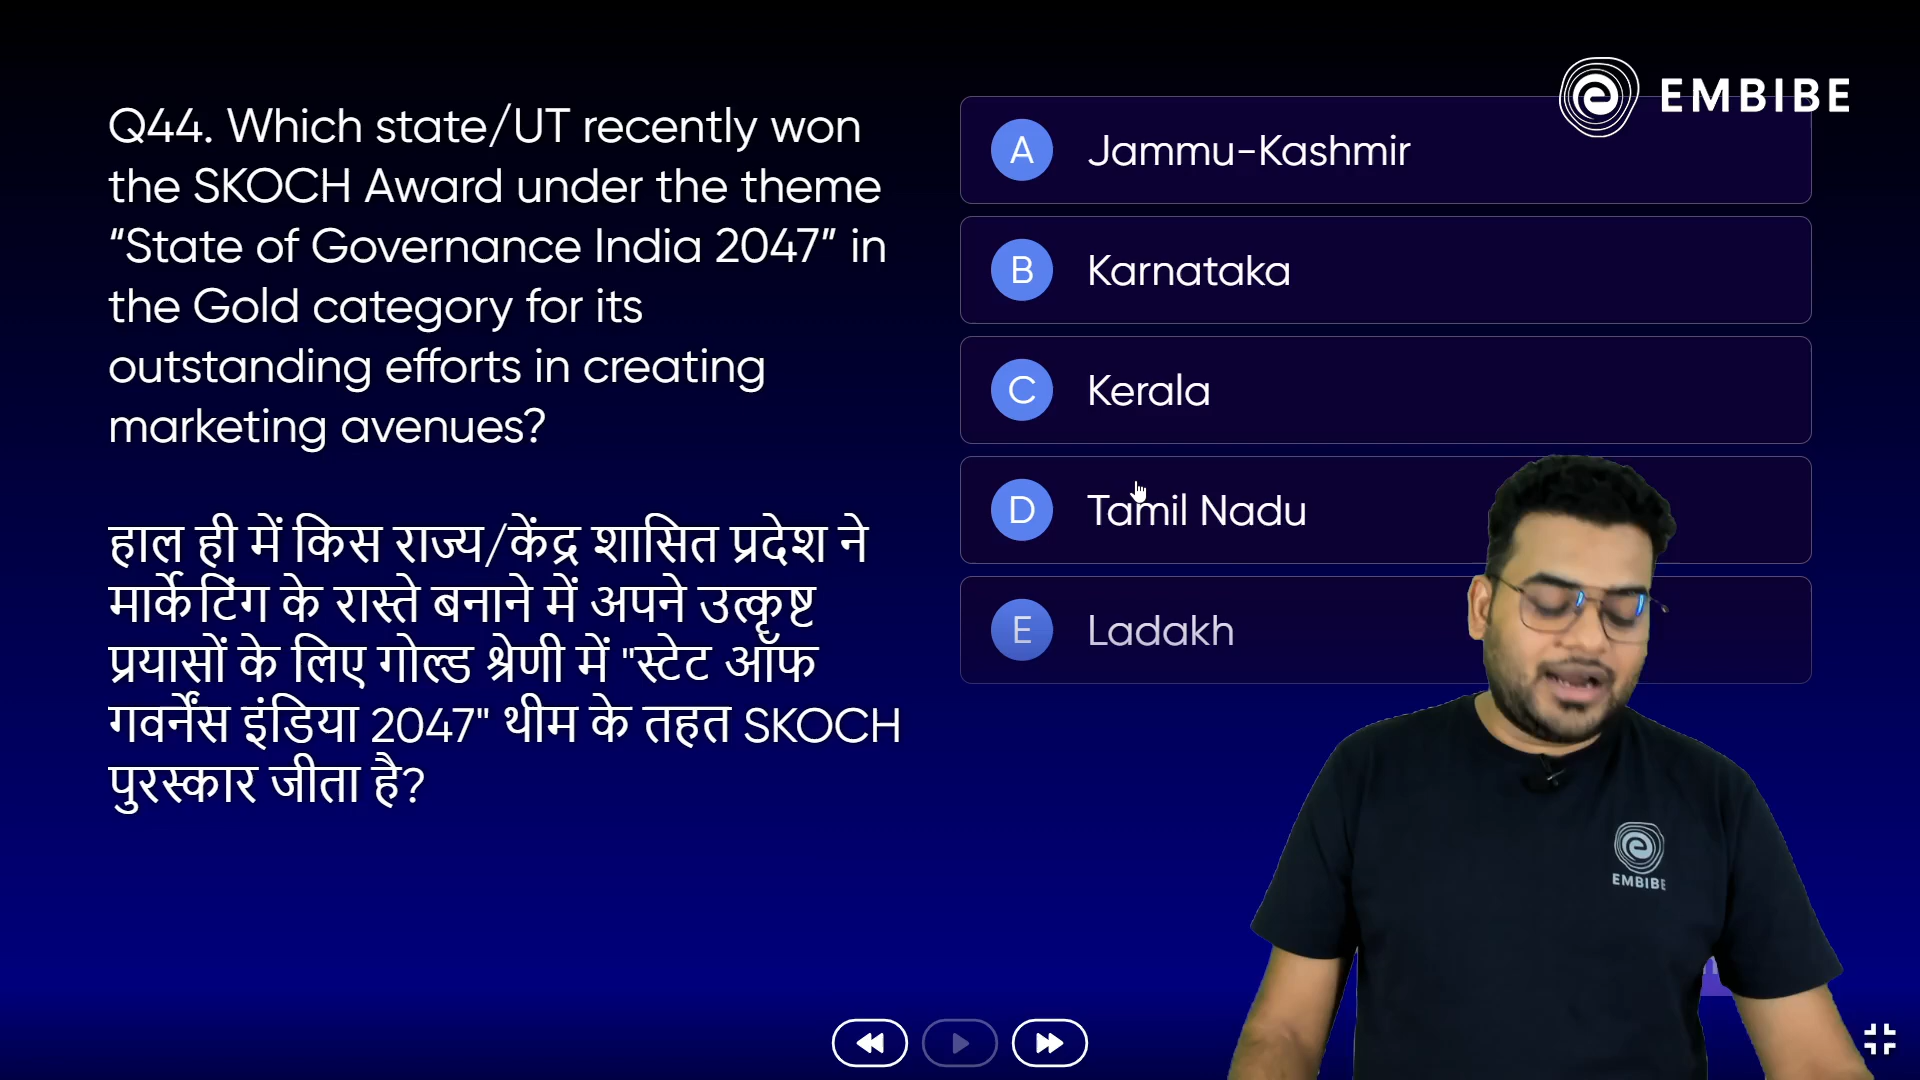 Q44. Which state/UT recently won
the SKOCH Award under the theme
“State of Governance India 2047” in
the Gold category for its
outstanding efforts in creating
marketing avenues?
हाल ही में किस राज्य/केंद्र शासित प्रदेश ने
मार्केटिंग के रास्ते बनाने में अपने उत्कृष्ट
प्रयासों के लिए गोल्ड श्रेणी में "स्टेट ऑफ
गवर्नेंस इंडिया 2047" थीम के तहत SKOCH
पुरस्कार जीता है?
EMBIBE
A Jammu-Kashmir
B Karnataka
C Kerala
D Tamil Nadu
E Ladakh
EMBIBE